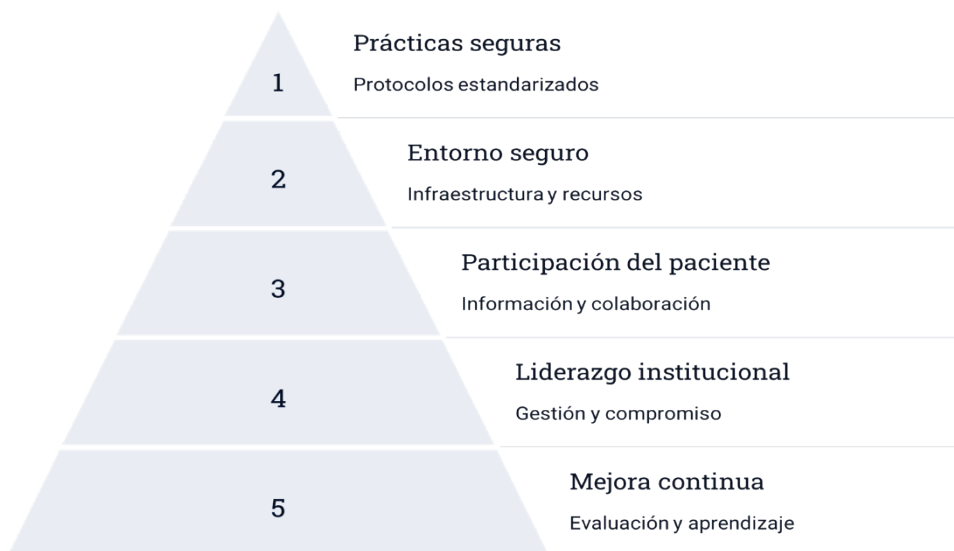 1
Prácticas seguras
Protocolos estandarizados
2
Entorno seguro
Infraestructura y recursos
3
Participación del paciente
Información y colaboración
4
Liderazgo institucional
Gestión y compromiso
5
Mejora continua
Evaluación y aprendizaje